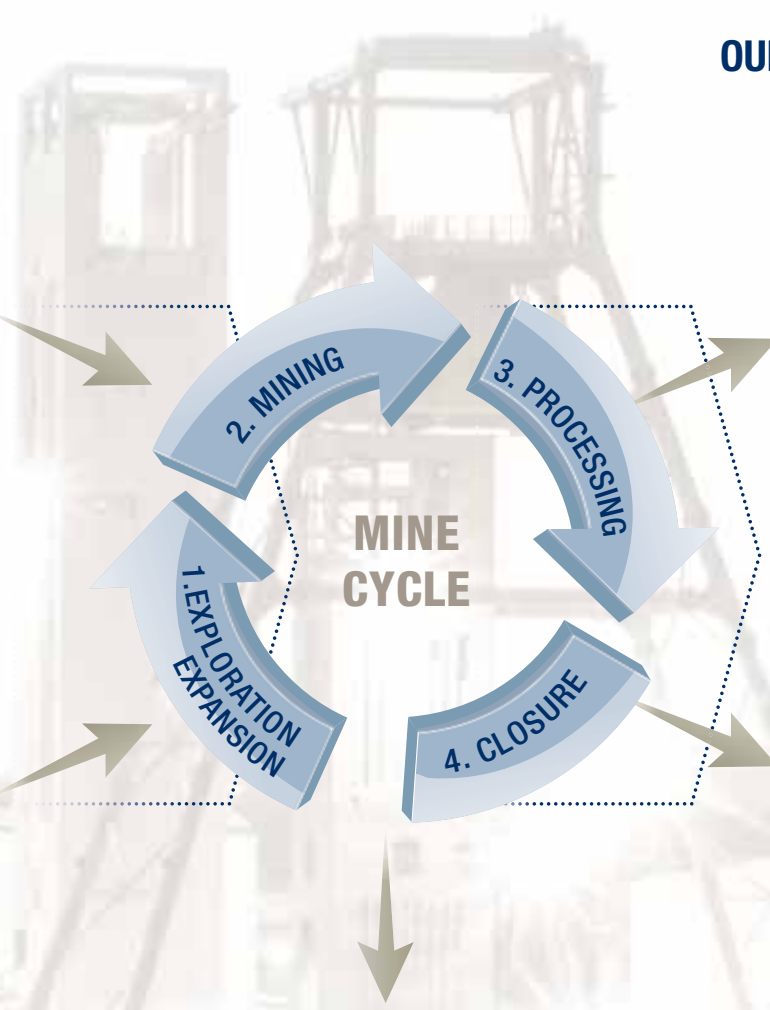 2. MINING
3. PROCESSING
MINE
CYCLE
1.EXPLORATION
EXPANSION
4. CLOSURE